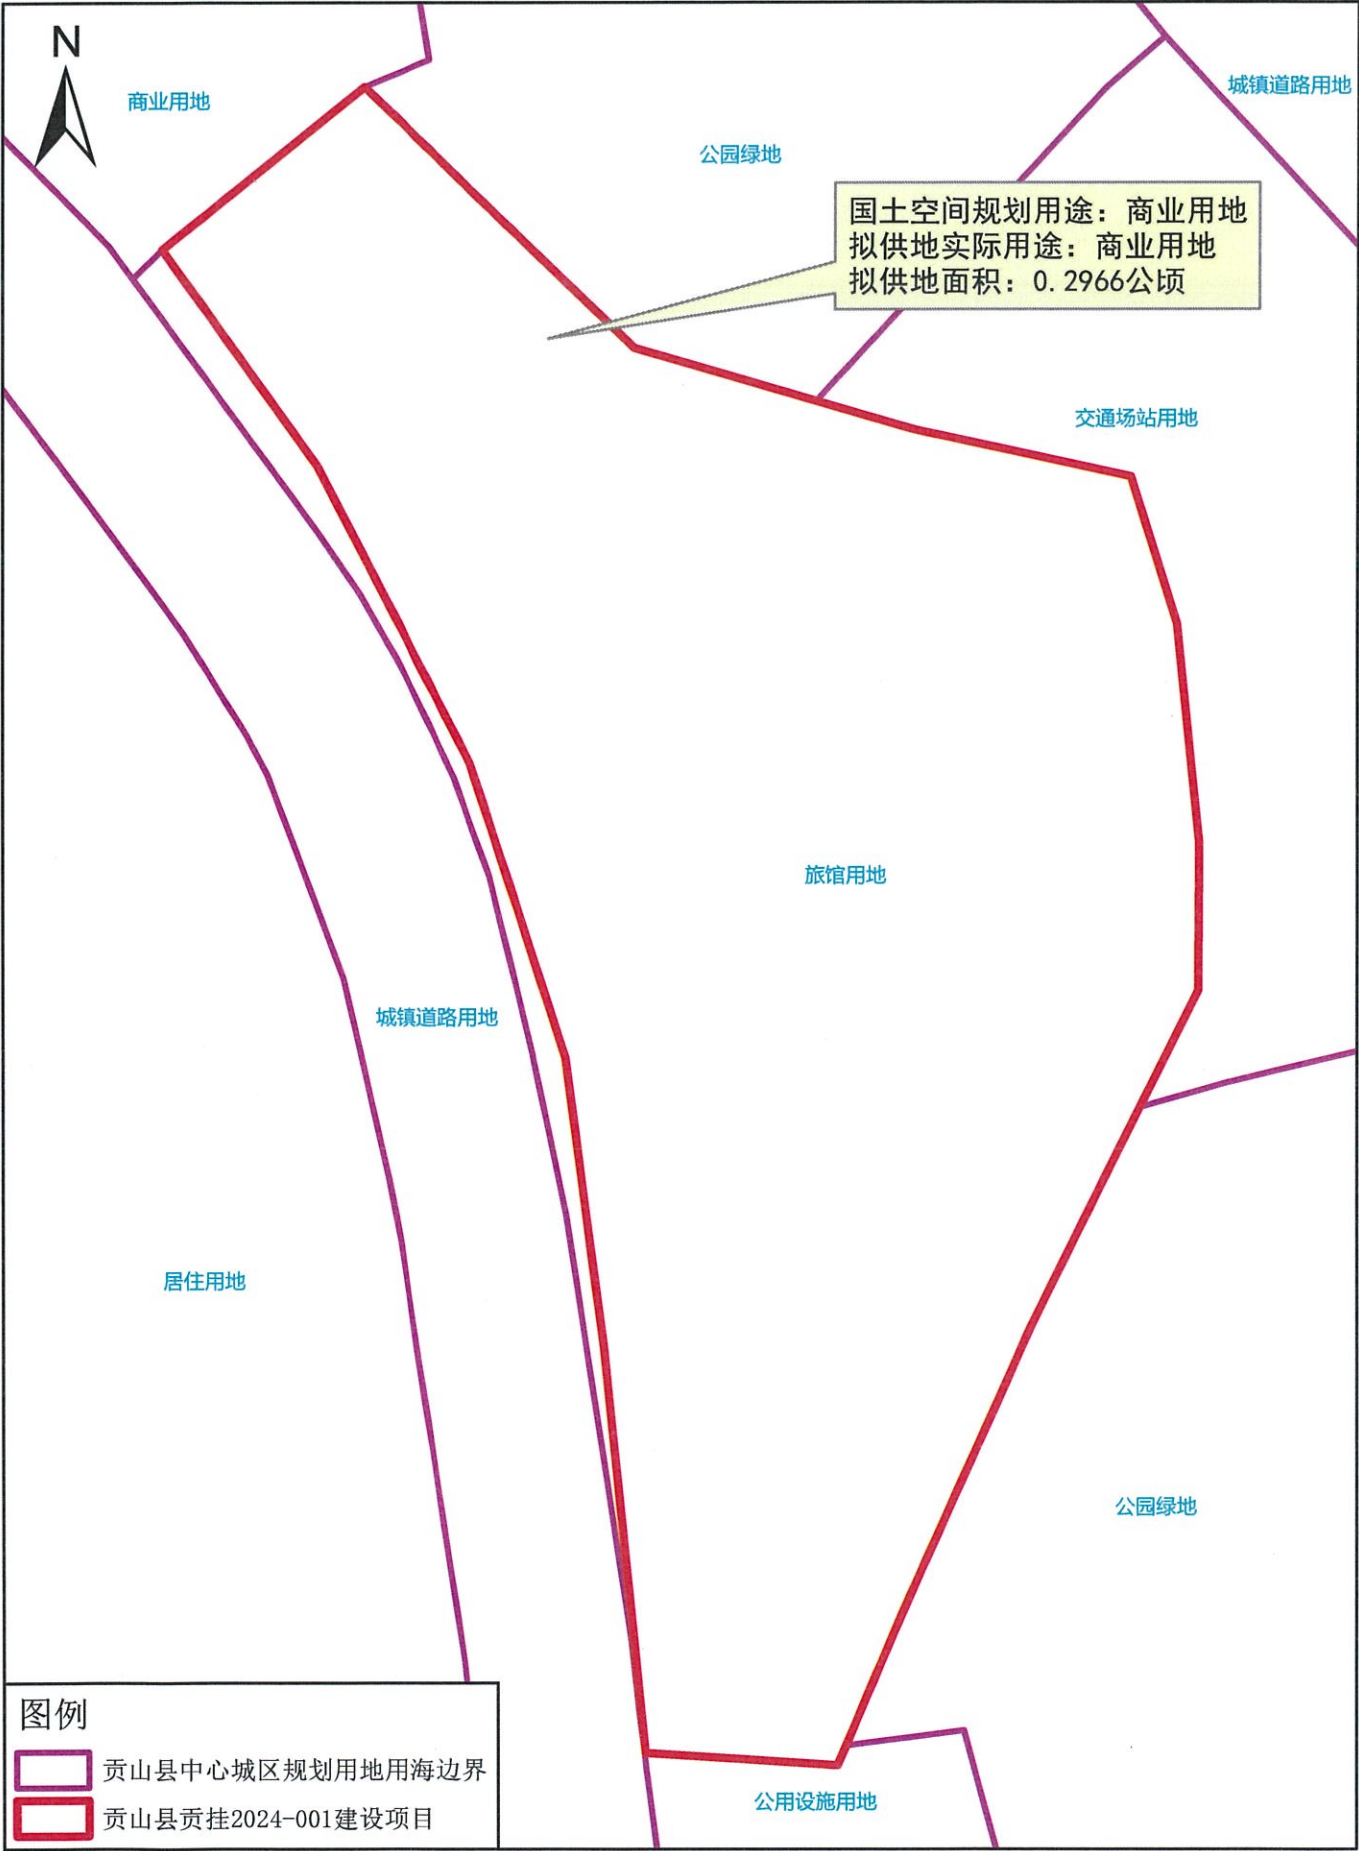 N
商业用地
城镇道路用地
公园绿地
国土空间规划用途：商业用地
拟供地实际用途：商业用地
拟供地面积：0.2966公顷
交通场站用地
旅馆用地
城镇道路用地
居住用地
公园绿地
图例
贡山县中心城区规划用地用海边界
贡山县贡挂2024-001建设项目
公用设施用地